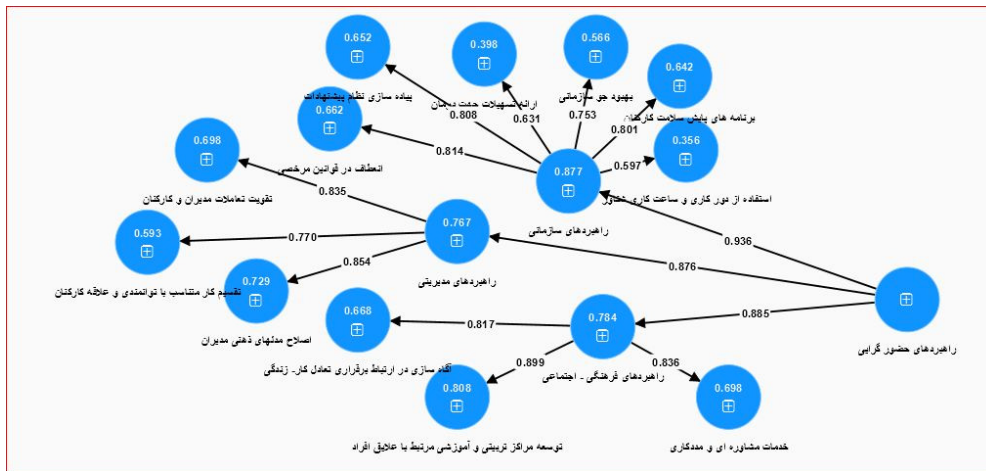 0.652
0.398
0.566
0.642
پیاده سازی نظام پیشنهادات
ارائه تسهیلات جهت درمان
بهبود جو سازمانی
برنامه های پایش سلامت کارکنان
0.808
0.631
0.753
0.801
0.662
0.698
0.356
انعطاف در قوانین مرخصی
0.814
0.877
0.597
تقویت تعاملات مدیران و کارکنان
0.835
استفاده از دور کاری و ساعت کاری شناور
0.593
0.767
راهبردهای سازمانی
0.770
0.936
0.854
0.876
0.729
تقسیم کار متناسب با توانمندی و علاقه کارکنان
راهبردهای مدیریتی
0.668
0.784
0.885
0.817
اصلاح مدلهای ذهنی مدیران
راهبردهای حضور گرایی
آگاه سازی در ارتباط برقراری تعادل کار- زندگی
راهبردهای فرهنگی - اجتماعی
0.899
0.836
0.808
0.698
توسعه مراکز تربیتی و آموزشی مرتبط با علایق افراد
خدمات مشاوره ای و مددکاری